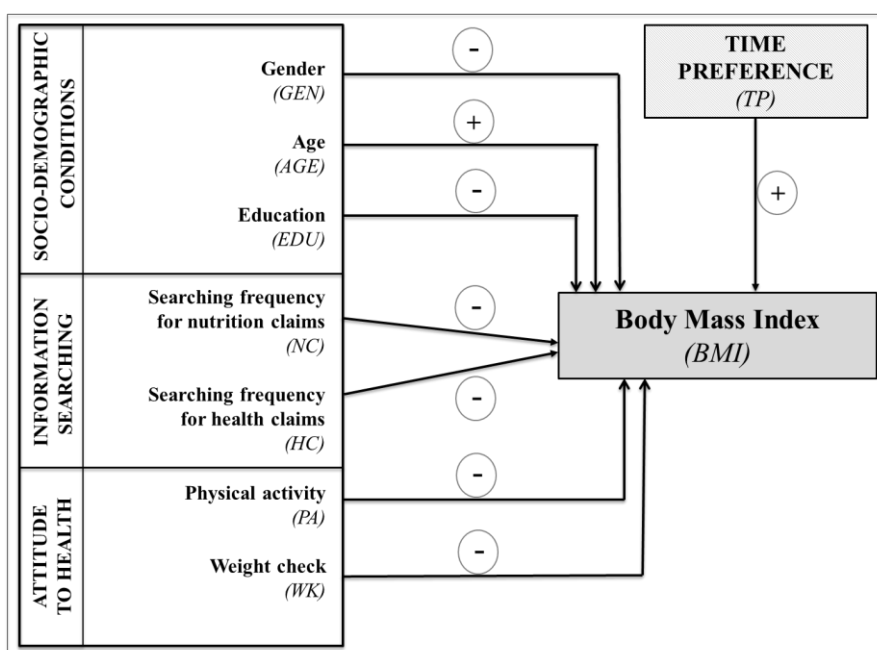 SOCIO-DEMOGRAPHIC
CONDITIONS
Gender
(GEN)
-
Age
(AGE)
+
Education
(EDU)
-
INFORMATION
SEARCHING
Searching frequency
for nutrition claims
(NC)
-
Searching frequency
for health claims
(HC)
-
ATTITUDE
TO HEALTH
Physical activity
(PA)
-
Weight check
(WK)
-
TIME
PREFERENCE
(TP)
+
Body Mass Index
(BMI)